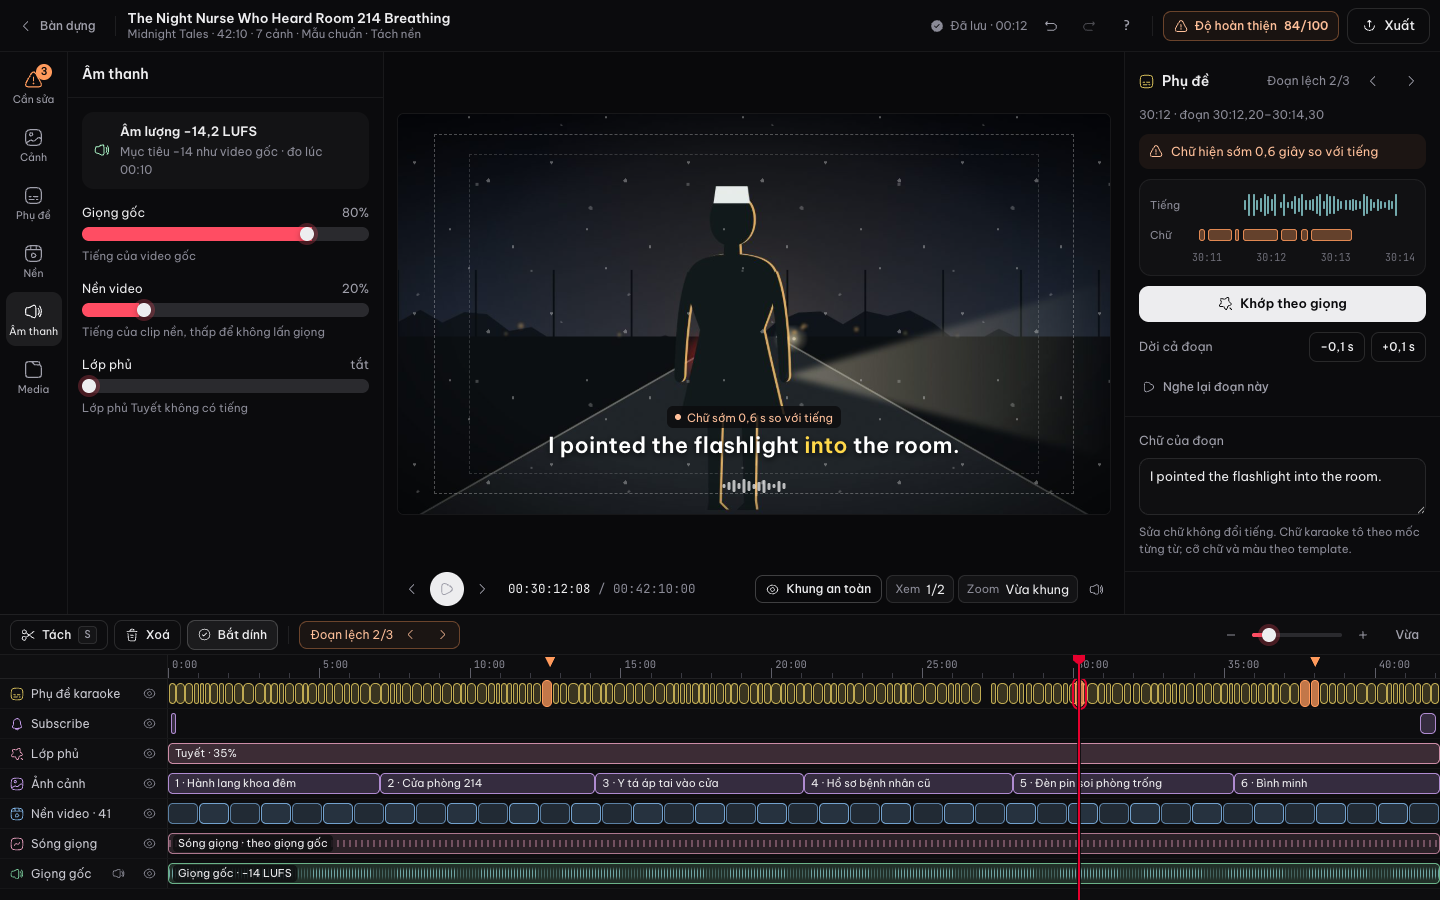 Bàn dựng
The Night Nurse Who Heard Room 214 Breathing
Midnight Tales · 42:10 · 7 cảnh · Mẫu chuẩn · Tách nền
Đã lưu · 00:12
?
Độ hoàn thiện 84/100
Xuất
3
Cần sửa
Cảnh
Phụ đề
Nền
Âm thanh
Media
Âm thanh
Âm lượng −14,2 LUFS
Mục tiêu −14 như video gốc · đo lúc
00:10
Giọng gốc 80%
Tiếng của video gốc
Nền video 20%
Tiếng của clip nền, thấp để không lấn giọng
Lớp phủ tắt
Lớp phủ Tuyết không có tiếng
Chữ sớm 0,6 s so với tiếng
I pointed the flashlight into the room.
00:30:12:08 / 00:42:10:00
Khung an toàn
Xem 1/2
Zoom Vừa khung
Phụ đề
Đoạn lệch 2/3
30:12 · đoạn 30:12,20–30:14,30
Chữ hiện sớm 0,6 giây so với tiếng
Tiếng
Chữ
30:11 30:12 30:13 30:14
Khớp theo giọng
Dời cả đoạn
−0,1 s
+0,1 s
Nghe lại đoạn này
Chữ của đoạn
I pointed the flashlight into the room.
Sửa chữ không đổi tiếng. Chữ karaoke tô theo mốc
từng từ; cỡ chữ và màu theo template.
Tách S
Xoá
Bắt dính
Đoạn lệch 2/3
Vừa
0:00 5:00 10:00 15:00 20:00 25:00 30:00 35:00 40:00
Phụ đề karaoke
Subscribe
Lớp phủ
Tuyết · 35%
Ảnh cảnh
1 · Hành lang khoa đêm
2 · Cửa phòng 214
3 · Y tá áp tai vào cửa
4 · Hồ sơ bệnh nhân cũ
5 · Đèn pin soi phòng trống
6 · Bình minh
Nền video · 41
Sóng giọng
Sóng giọng · theo giọng gốc
Giọng gốc
Giọng gốc · −14 LUFS